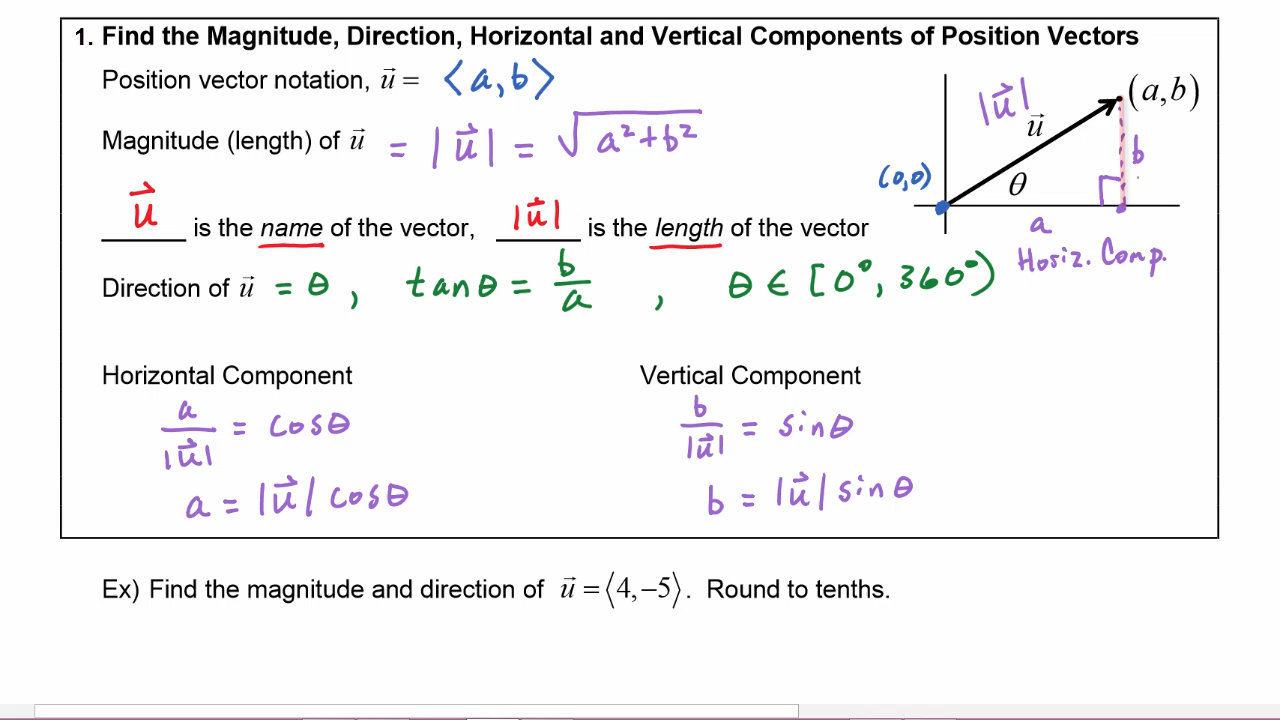 1. Find the Magnitude, Direction, Horizontal and Vertical Components of Position Vectors
Position vector notation, u⃗ = ⟨a, b⟩
|u⃗|
u⃗
(a,b)
Magnitude (length) of u⃗ = |u⃗| = √(a² + b²)
b
(0,0)
θ
u⃗ is the name of the vector, |u⃗| is the length of the vector
a
Horiz. Comp.
Direction of u⃗ = θ, tanθ = b/a, θ ∈ [0°, 360°)
Horizontal Component
Vertical Component
a/|u⃗| = cosθ
b/|u⃗| = sinθ
a = |u⃗| cosθ
b = |u⃗| sinθ
Ex) Find the magnitude and direction of u⃗ = ⟨4,−5⟩. Round to tenths.